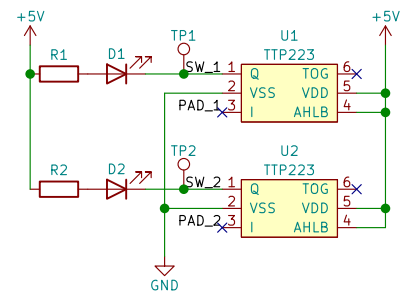 +5V +5V
TP1 U1
R1 D1 TTP223
SW_1 1 Q TOG 6
2 VSS VDD 5
PAD_1 3 I AHLB 4
TP2 U2
R2 D2 TTP223
SW_2 1 Q TOG 6
2 VSS VDD 5
PAD_2 3 I AHLB 4
GND